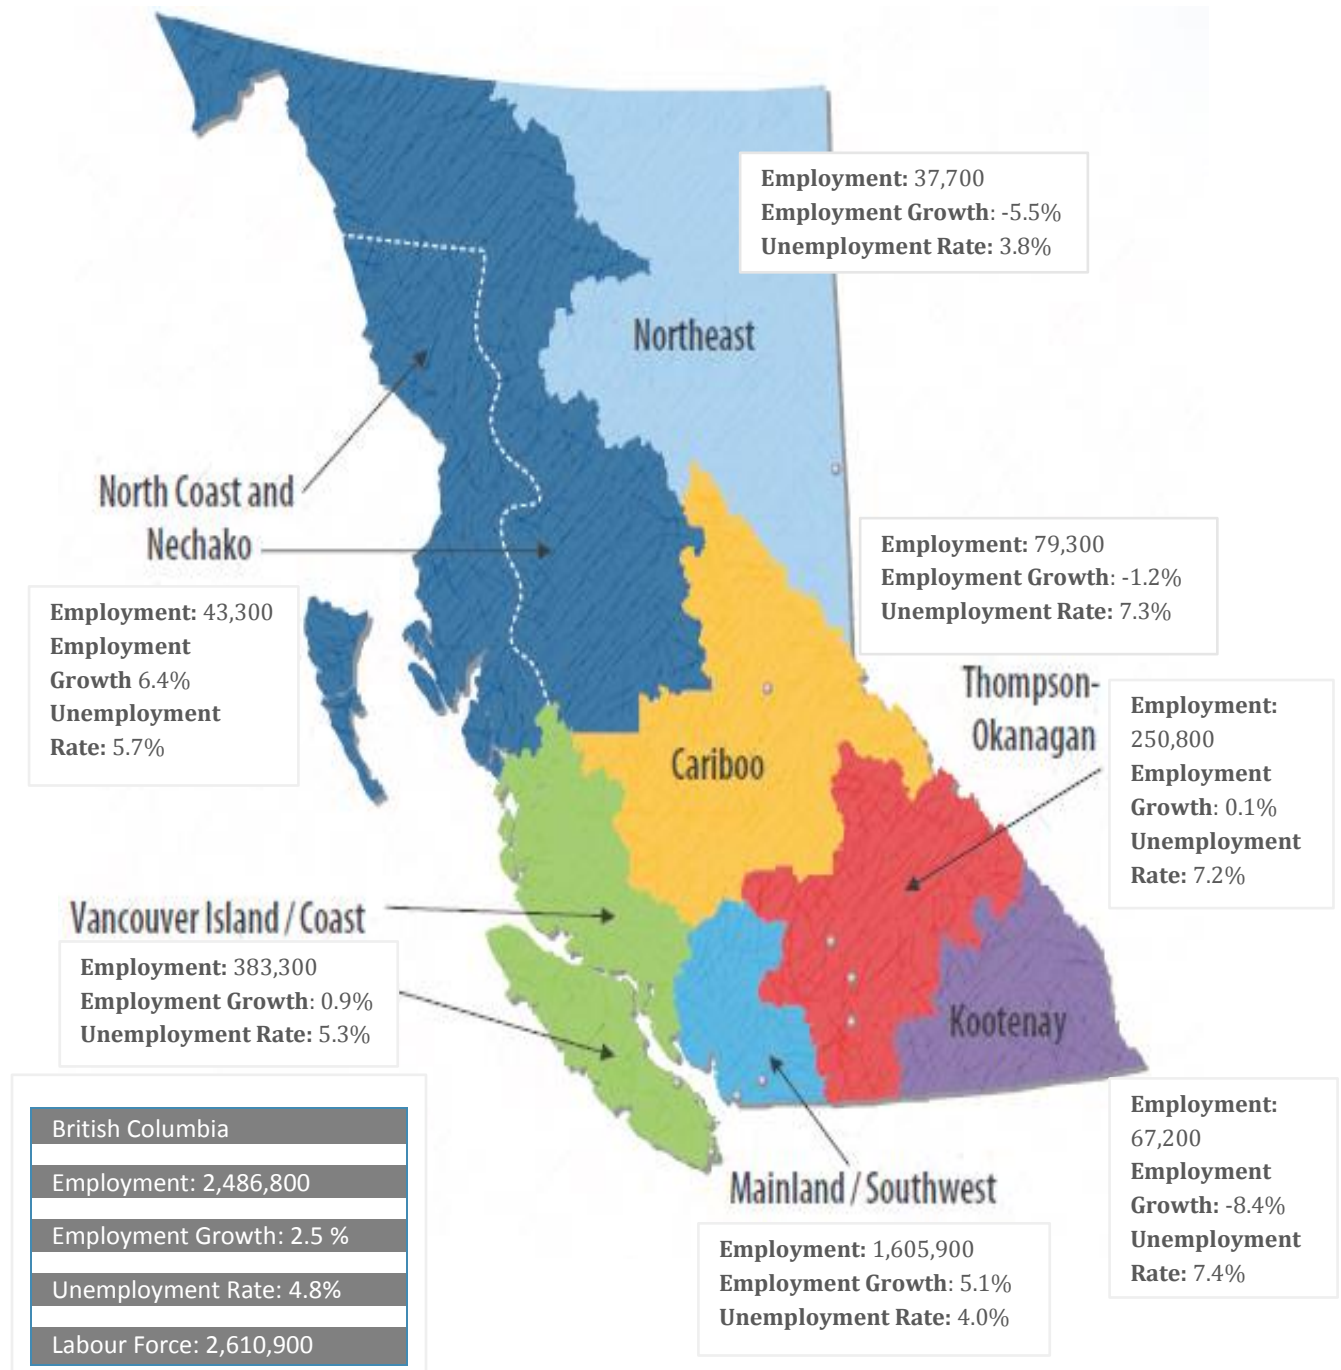 Employment: 37,700
Employment Growth: -5.5%
Unemployment Rate: 3.8%
Northeast
North Coast and
Nechako
Employment: 43,300
Employment
Growth 6.4%
Unemployment
Rate: 5.7%
Employment: 79,300
Employment Growth: -1.2%
Unemployment Rate: 7.3%
Cariboo
Thompson-
Okanagan
Employment:
250,800
Employment
Growth: 0.1%
Unemployment
Rate: 7.2%
Vancouver Island / Coast
Employment: 383,300
Employment Growth: 0.9%
Unemployment Rate: 5.3%
Kootenay
Employment:
67,200
Employment
Growth: -8.4%
Unemployment
Rate: 7.4%
Mainland / Southwest
Employment: 1,605,900
Employment Growth: 5.1%
Unemployment Rate: 4.0%
British Columbia
Employment: 2,486,800
Employment Growth: 2.5 %
Unemployment Rate: 4.8%
Labour Force: 2,610,900